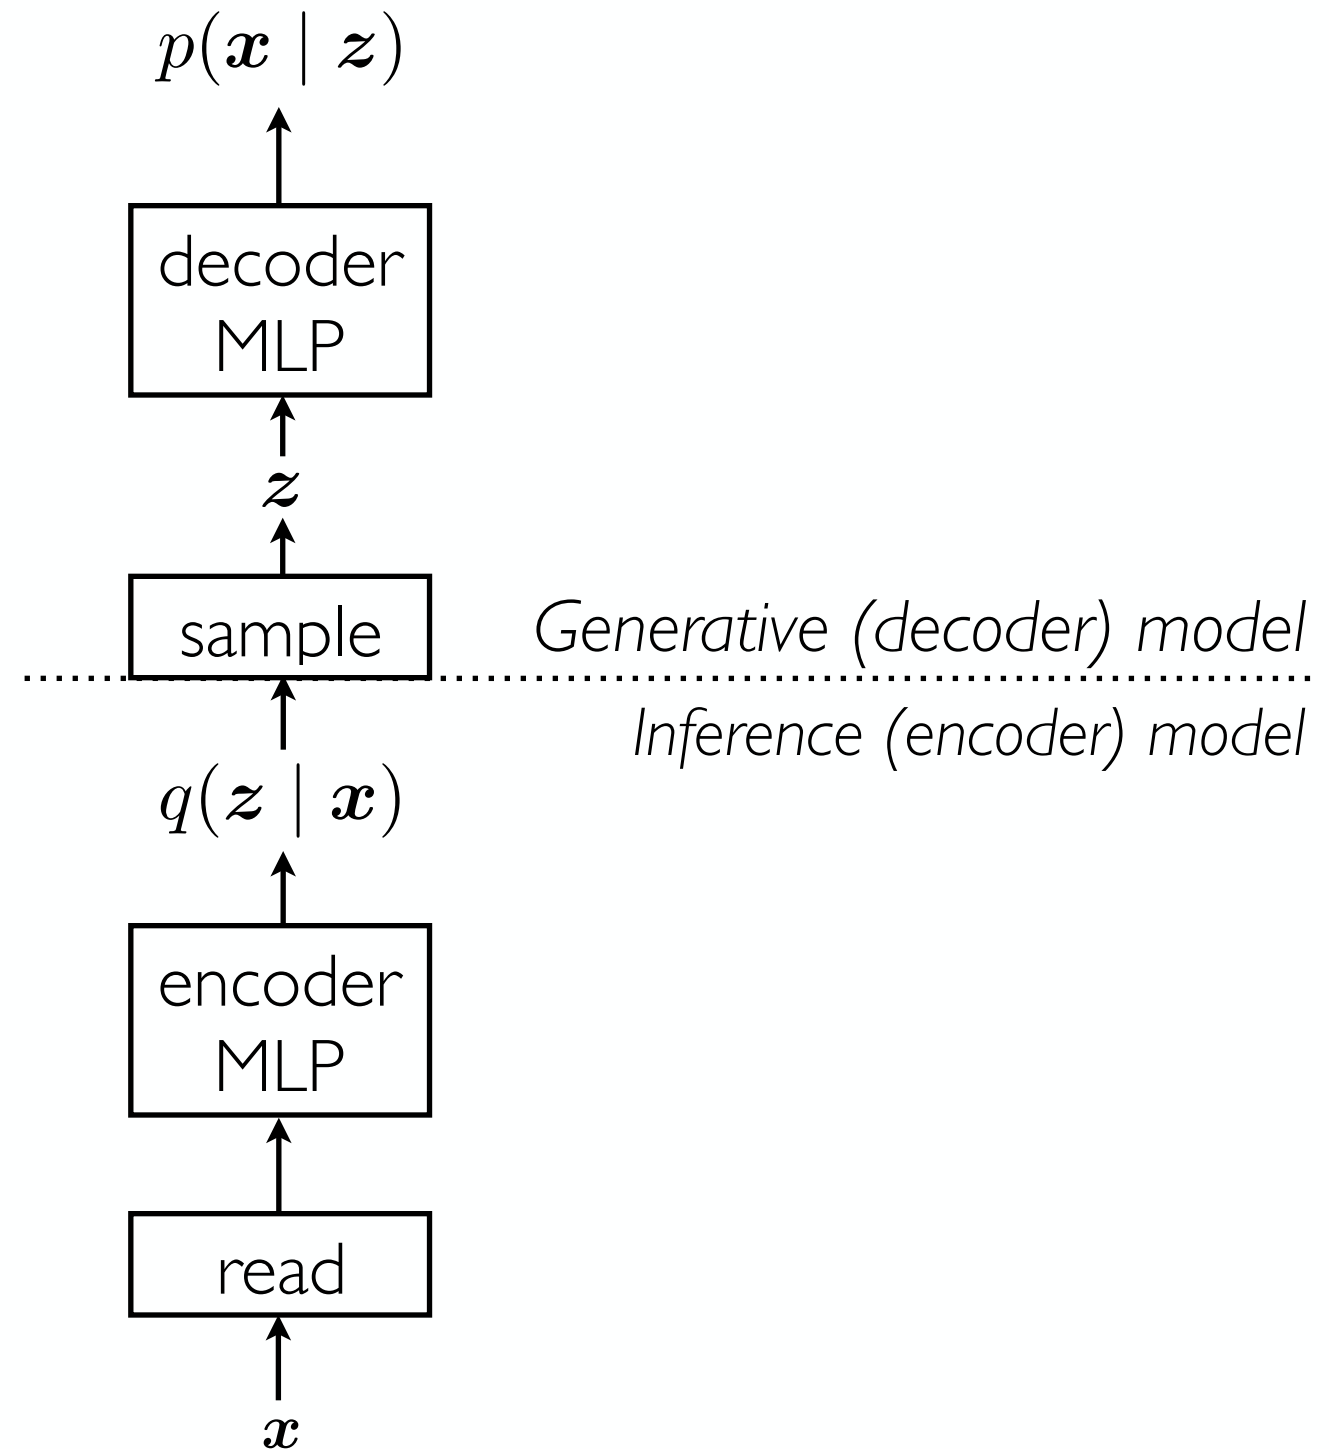 p(x | z)
decoder
MLP
z
sample
Generative (decoder) model
Inference (encoder) model
q(z | x)
encoder
MLP
read
x